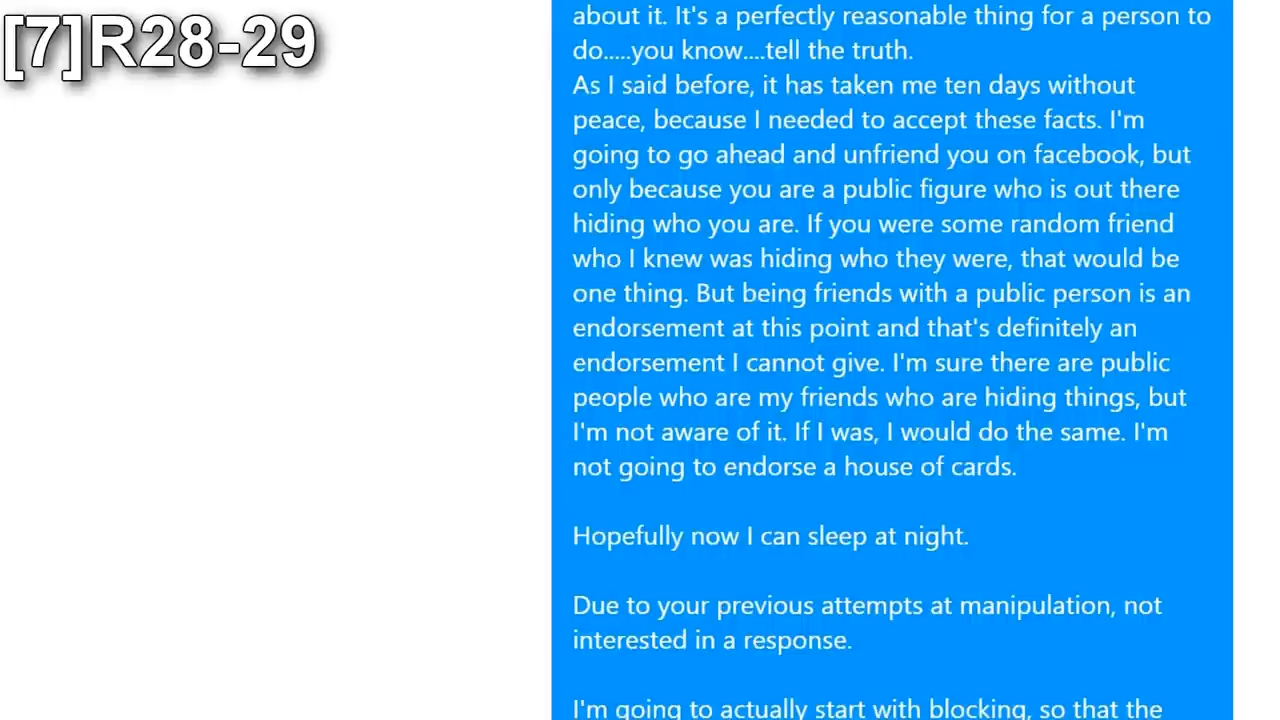 [7]R28-29
about it. It's a perfectly reasonable thing for a person to
do.....you know....tell the truth.
As I said before, it has taken me ten days without
peace, because I needed to accept these facts. I'm
going to go ahead and unfriend you on facebook, but
only because you are a public figure who is out there
hiding who you are. If you were some random friend
who I knew was hiding who they were, that would be
one thing. But being friends with a public person is an
endorsement at this point and that's definitely an
endorsement I cannot give. I'm sure there are public
people who are my friends who are hiding things, but
I'm not aware of it. If I was, I would do the same. I'm
not going to endorse a house of cards.
Hopefully now I can sleep at night.
Due to your previous attempts at manipulation, not
interested in a response.
I'm going to actually start with blocking, so that the